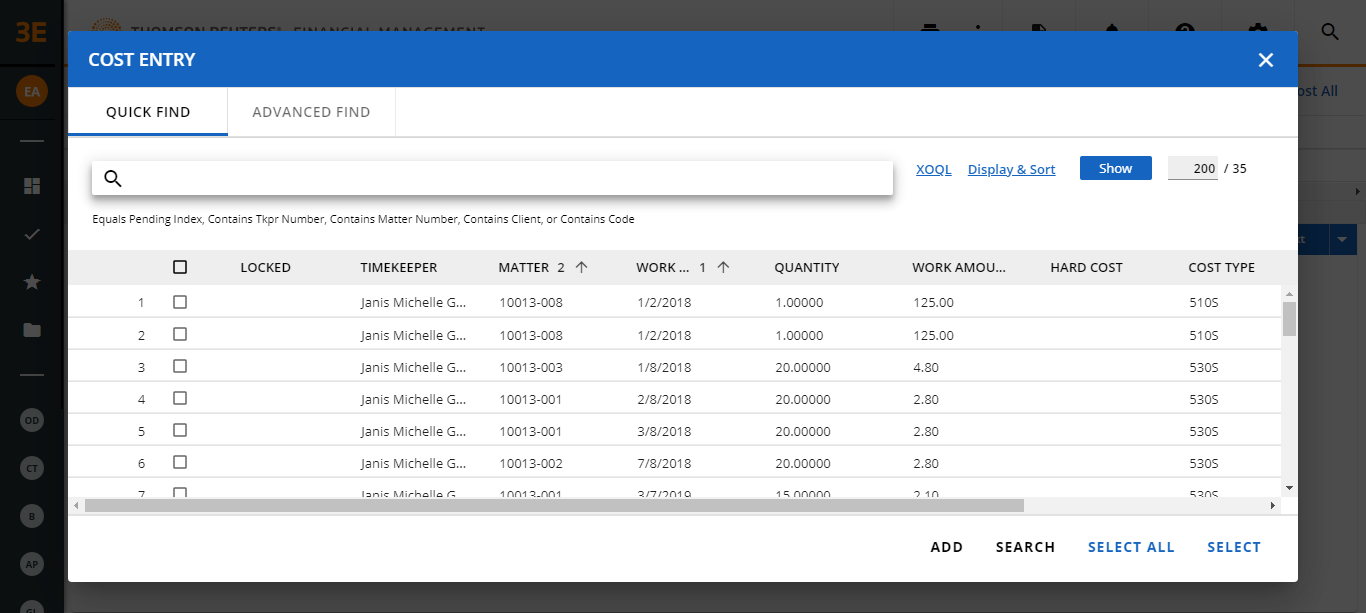 3E
THOMSON REUTERS® FINANCIAL MANAGEMENT
COST ENTRY
EA
ost All
QUICK FIND ADVANCED FIND
XOQL Display & Sort Show 200 / 35
Equals Pending Index, Contains Tkpr Number, Contains Matter Number, Contains Client, or Contains Code
LOCKED TIMEKEEPER MATTER 2 WORK ... 1 QUANTITY WORK AMOU... HARD COST COST TYPE
1 Janis Michelle G... 10013-008 1/2/2018 1.00000 125.00 510S
2 Janis Michelle G... 10013-008 1/2/2018 1.00000 125.00 510S
3 Janis Michelle G... 10013-003 1/8/2018 20.00000 4.80 530S
4 Janis Michelle G... 10013-001 2/8/2018 20.00000 2.80 530S
5 Janis Michelle G... 10013-001 3/8/2018 20.00000 2.80 530S
6 Janis Michelle G... 10013-002 7/8/2018 20.00000 2.80 530S
7 Janis Michelle G... 10013-001 3/7/2019 15.00000 2.10 530S
OD
CT
B
AP
GL
ADD SEARCH SELECT ALL SELECT